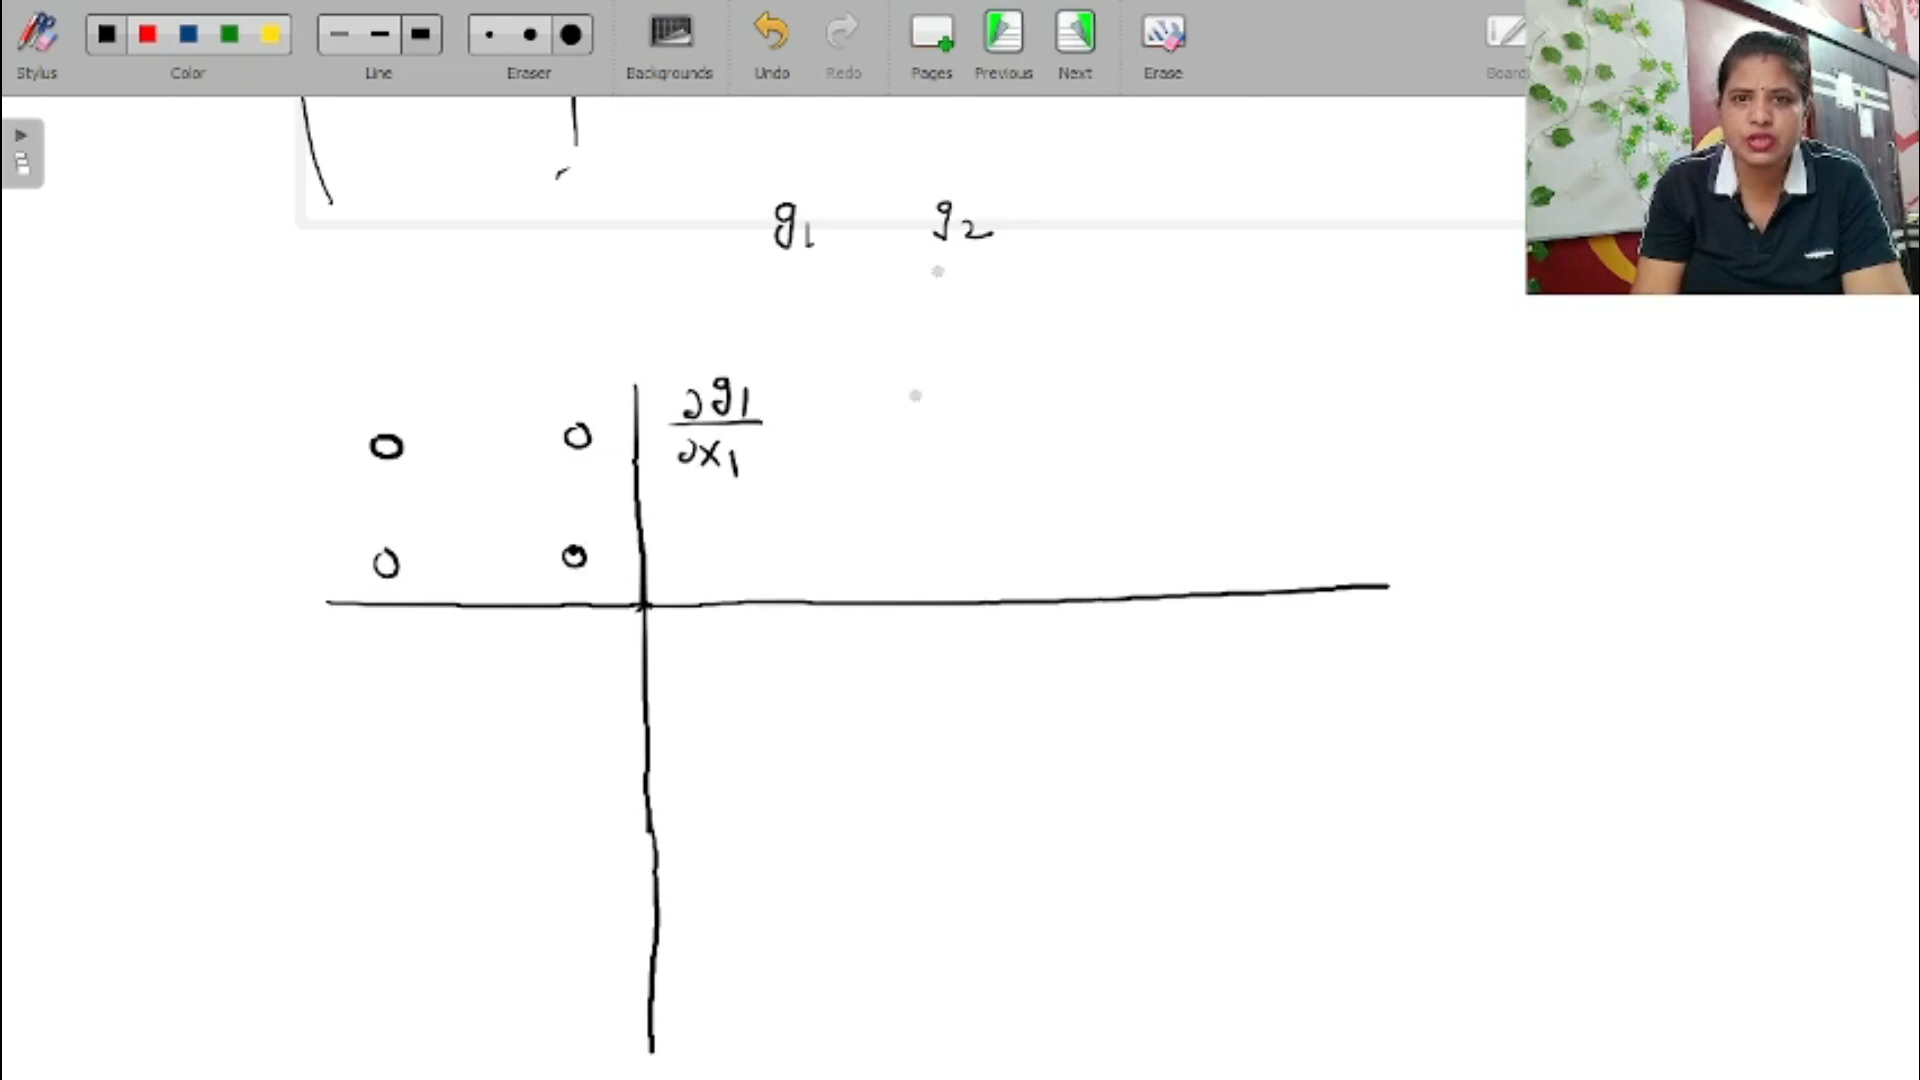 Stylus Color Line Eraser Backgrounds Undo Redo Pages Previous Next Erase Board
g1 g2
∂g1
∂x1
0 0
0 0